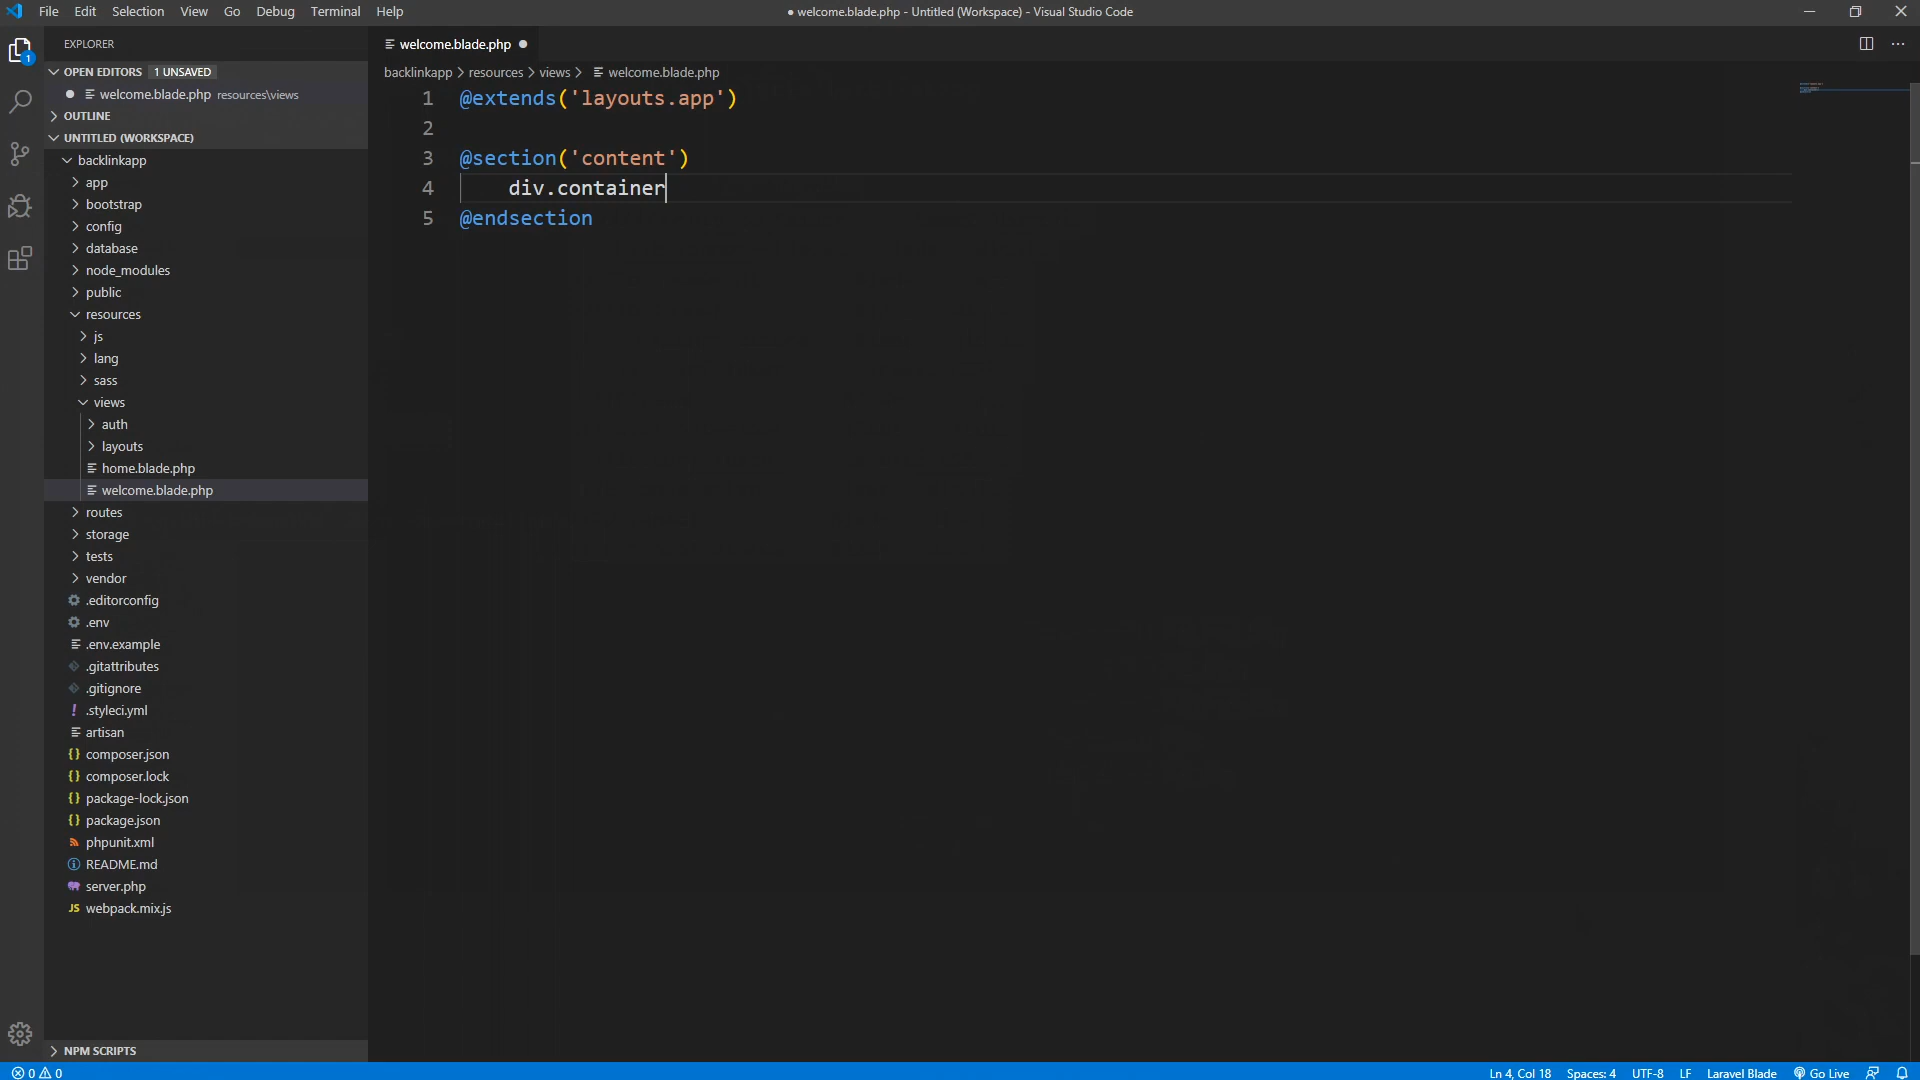 File Edit Selection View Go Debug Terminal Help
● welcome.blade.php - Untitled (Workspace) - Visual Studio Code
EXPLORER
OPEN EDITORS 1 UNSAVED
welcome.blade.php resources\views
OUTLINE
UNTITLED (WORKSPACE)
backlinkapp
app
bootstrap
config
database
node_modules
public
resources
js
lang
sass
views
auth
layouts
home.blade.php
welcome.blade.php
routes
storage
tests
vendor
.editorconfig
.env
.env.example
.gitattributes
.gitignore
.styleci.yml
artisan
composer.json
composer.lock
package-lock.json
package.json
phpunit.xml
README.md
server.php
JS webpack.mix.js
NPM SCRIPTS
welcome.blade.php
backlinkapp > resources > views > welcome.blade.php
1 @extends('layouts.app')
2
3 @section('content')
4 div.container
5 @endsection
0 0
Ln 4, Col 18 Spaces: 4 UTF-8 LF Laravel Blade Go Live
1